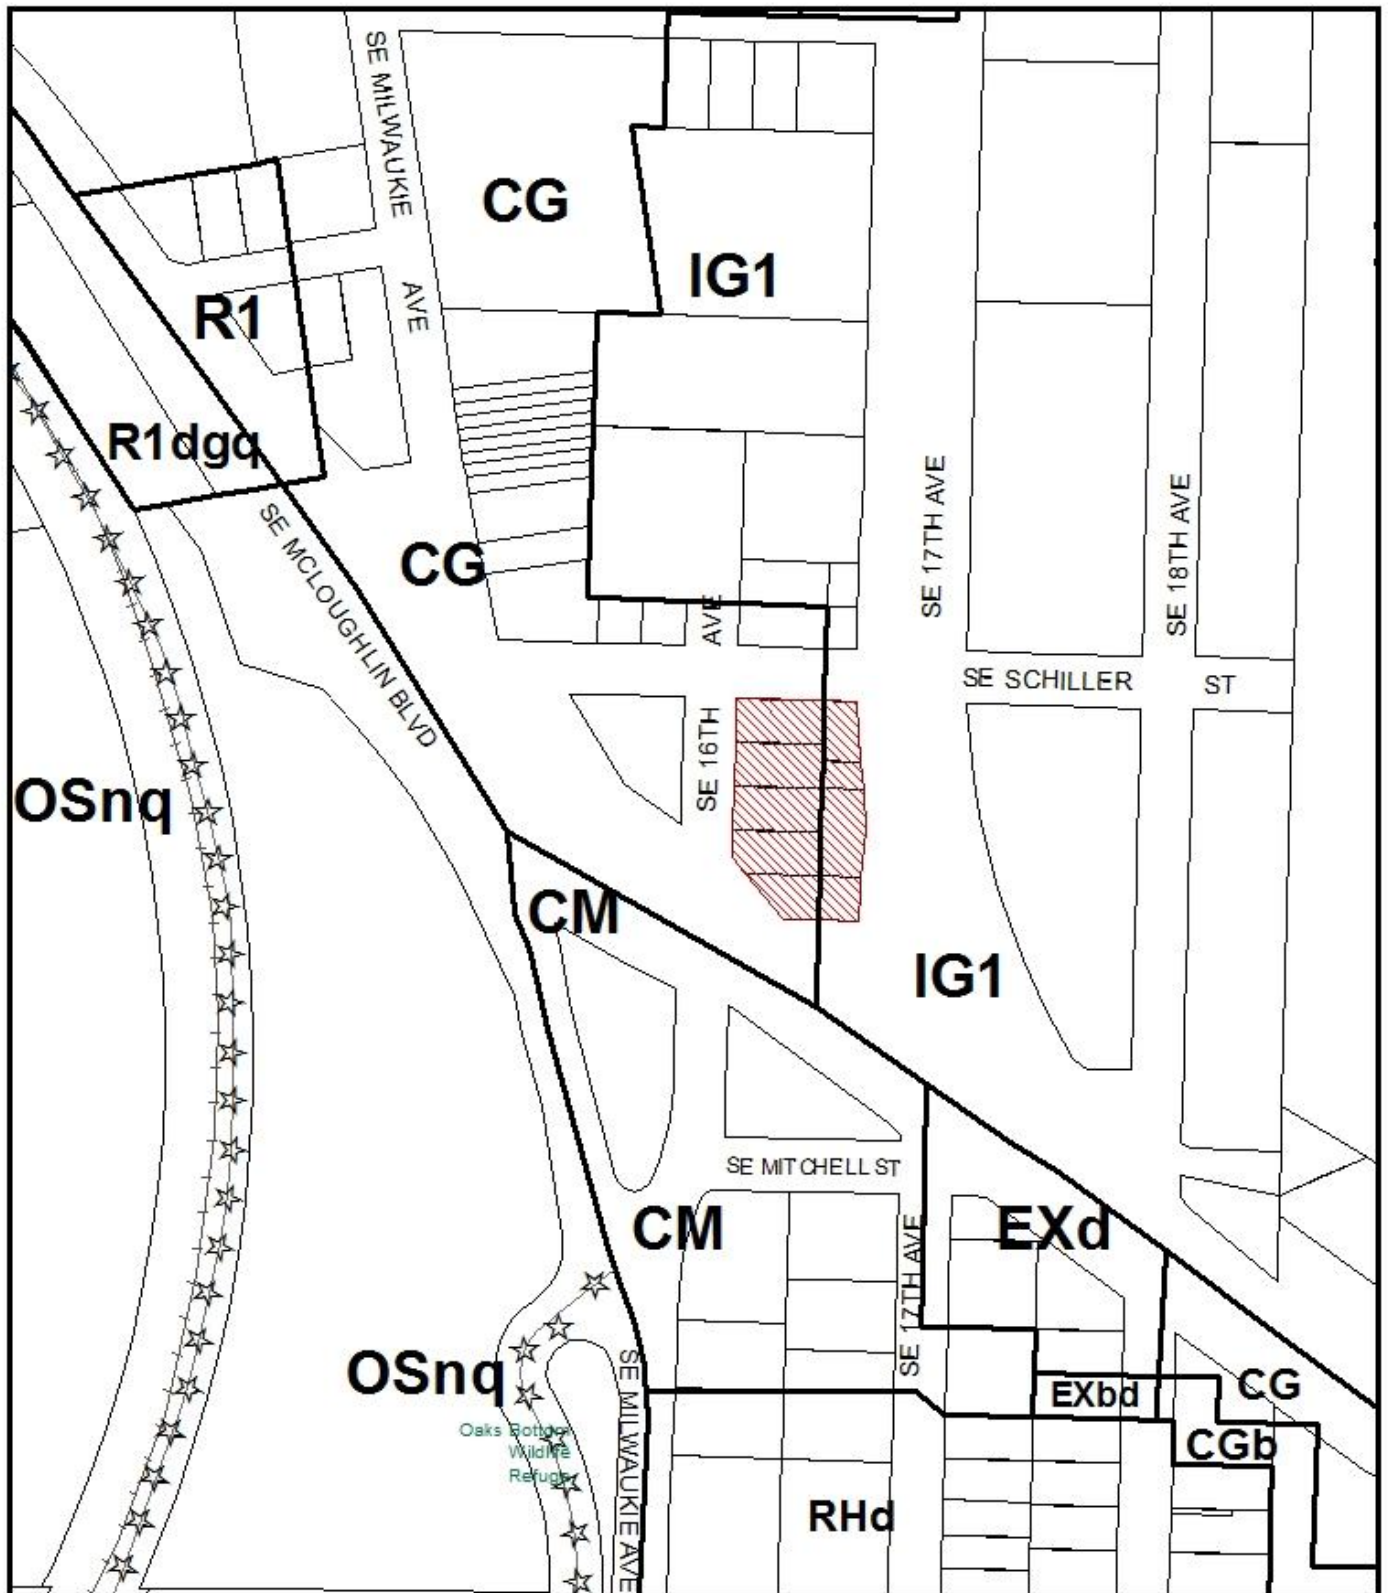 SE MILWAUKIE
AVE
CG
IG1
R1
R1dgq
SE MCLOUGHLIN BLVD
CG
SE 17TH AVE
SE 18TH AVE
AVE
SE 16TH
SE SCHILLER
ST
OSnq
CM
IG1
SE MITCHELL ST
CM
EXd
SE 17TH AVE
OSnq
SE MILWAUKIE AVE
EXbd
CG
CGb
Oaks Bottom
Wildlife
Refuge
RHd